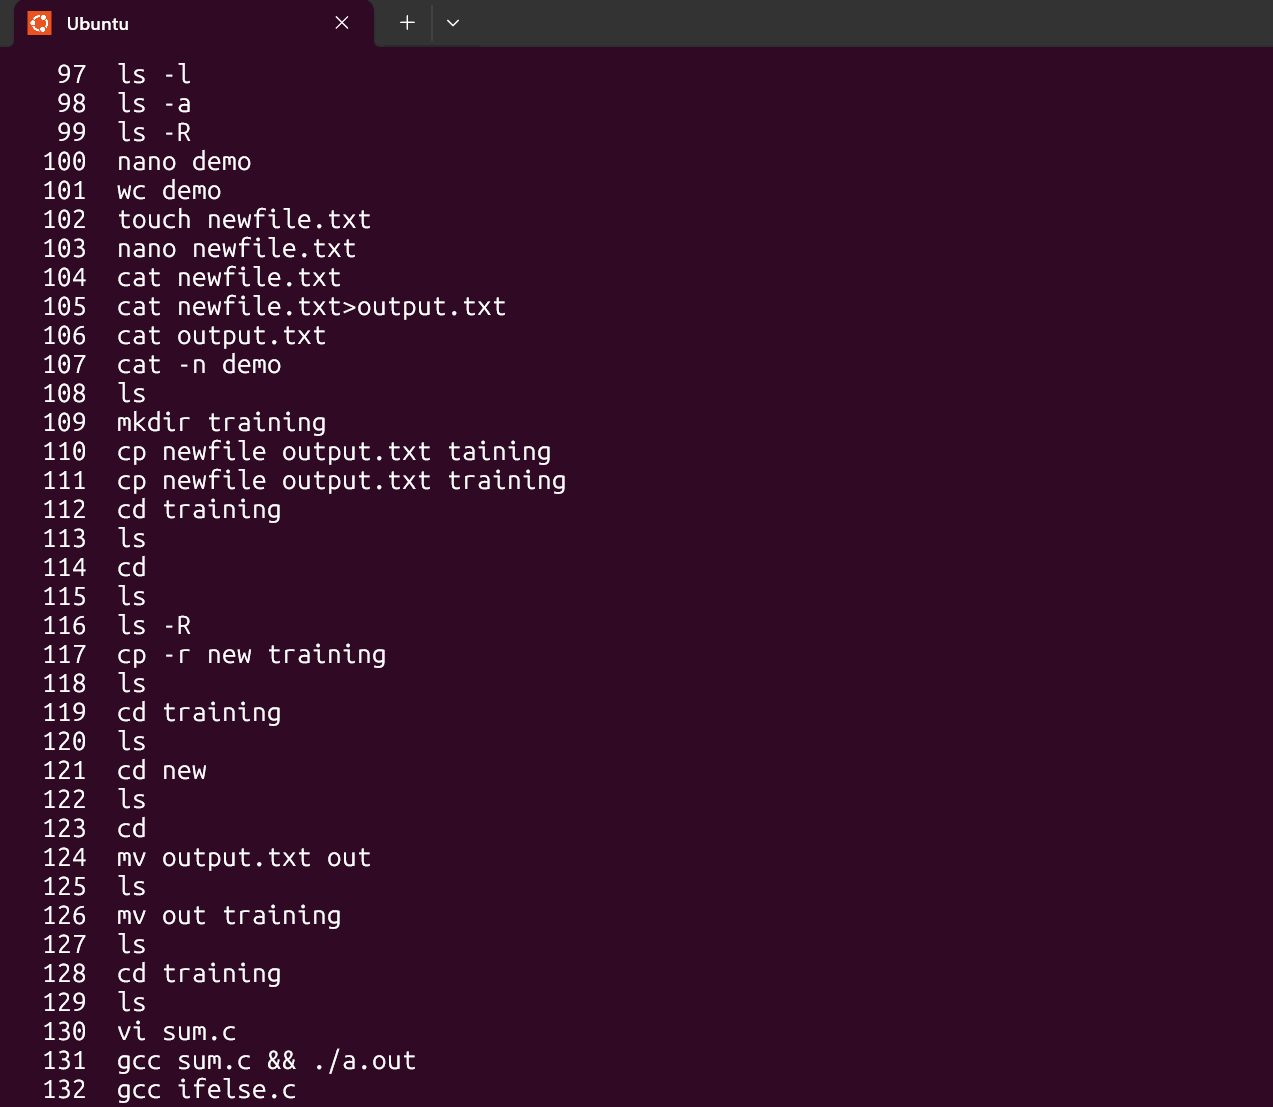 Ubuntu
97 ls -l
98 ls -a
99 ls -R
100 nano demo
101 wc demo
102 touch newfile.txt
103 nano newfile.txt
104 cat newfile.txt
105 cat newfile.txt>output.txt
106 cat output.txt
107 cat -n demo
108 ls
109 mkdir training
110 cp newfile output.txt taining
111 cp newfile output.txt training
112 cd training
113 ls
114 cd
115 ls
116 ls -R
117 cp -r new training
118 ls
119 cd training
120 ls
121 cd new
122 ls
123 cd
124 mv output.txt out
125 ls
126 mv out training
127 ls
128 cd training
129 ls
130 vi sum.c
131 gcc sum.c && ./a.out
132 gcc ifelse.c